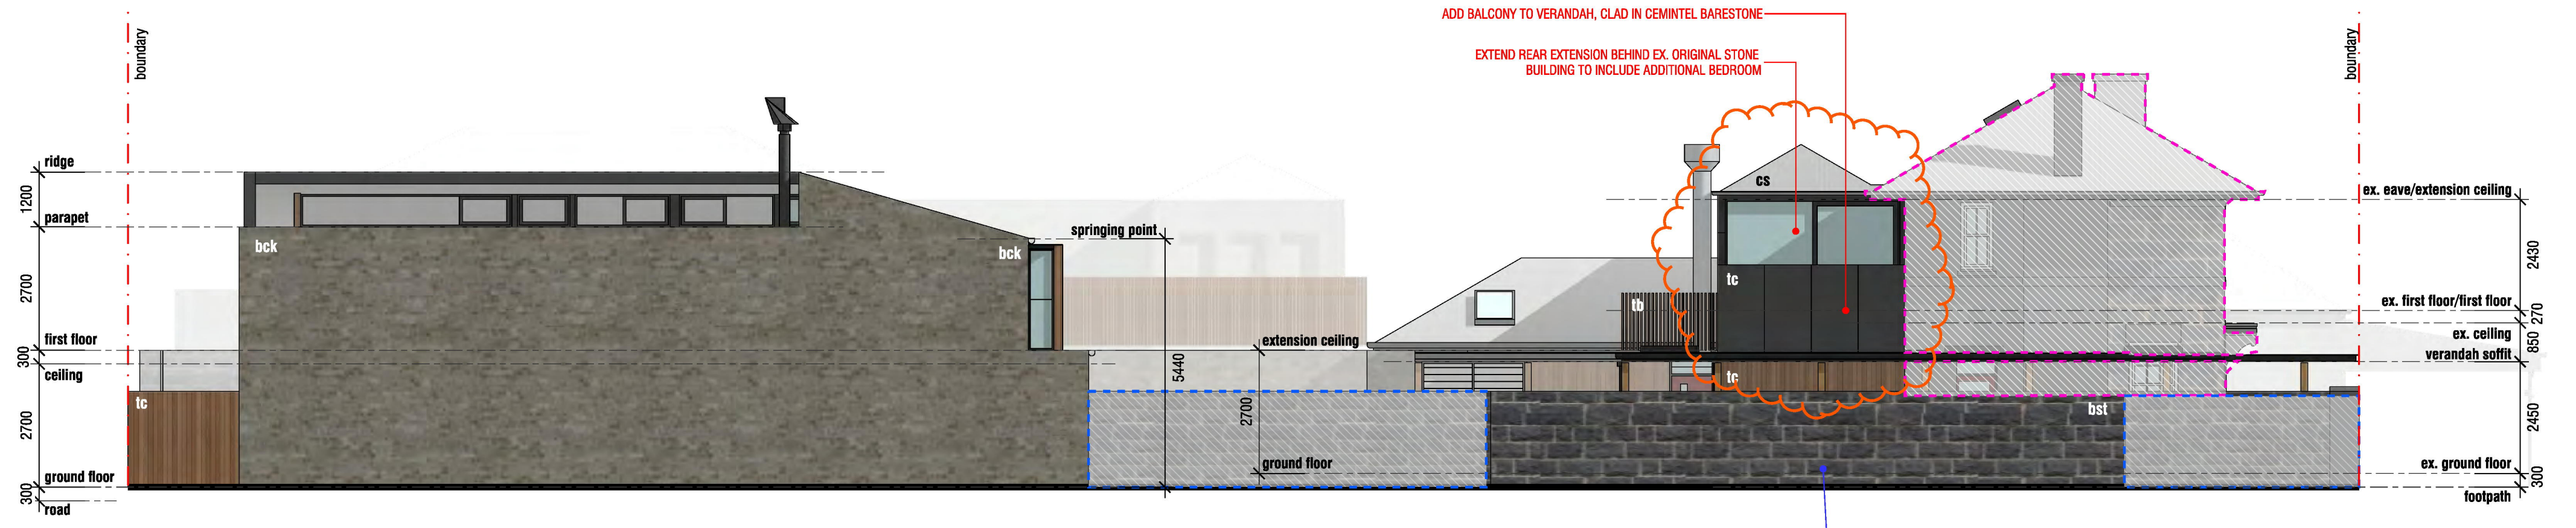 ADD BALCONY TO VERANDAH, CLAD IN CEMINTEL BARESTONE
EXTEND REAR EXTENSION BEHIND EX. ORIGINAL STONE
BUILDING TO INCLUDE ADDITIONAL BEDROOM
boundary
boundary
ridge
1200
parapet
2700
first floor
300
ceiling
2700
ground floor
300
road
tc
bck
bck
springing point
5440
extension ceiling
2700
ground floor
cs
tc
tb
tc
bst
ex. eave/extension ceiling
2430
ex. first floor/first floor
270
ex. ceiling
850
verandah soffit
2450
ex. ground floor
300
footpath